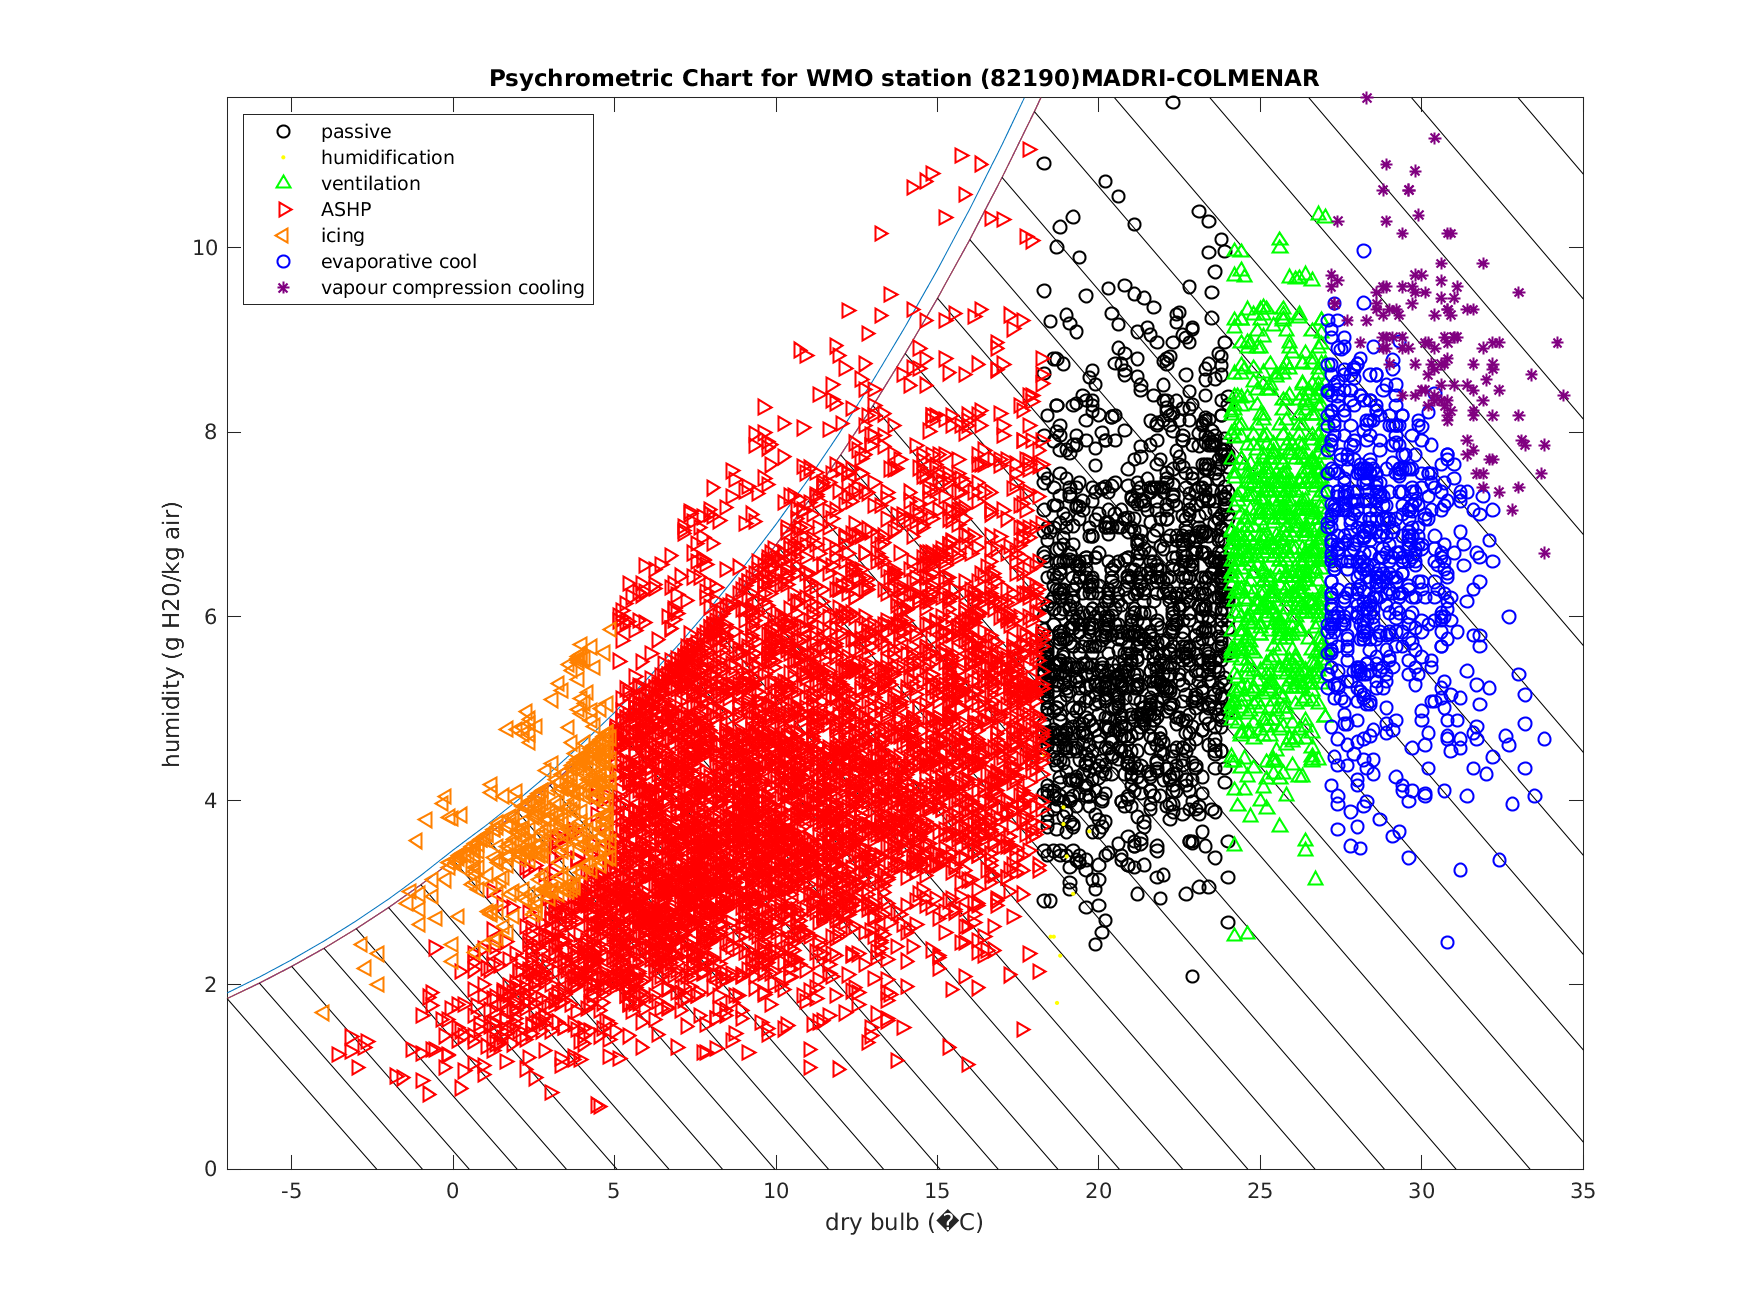 Psychrometric Chart for WMO station (82190)MADRI-COLMENAR
passive
humidification
ventilation
ASHP
icing
evaporative cool
vapour compression cooling
humidity (g H20/kg air)
10
8
6
4
2
0
-5 0 5 10 15 20 25 30 35
dry bulb (�C)